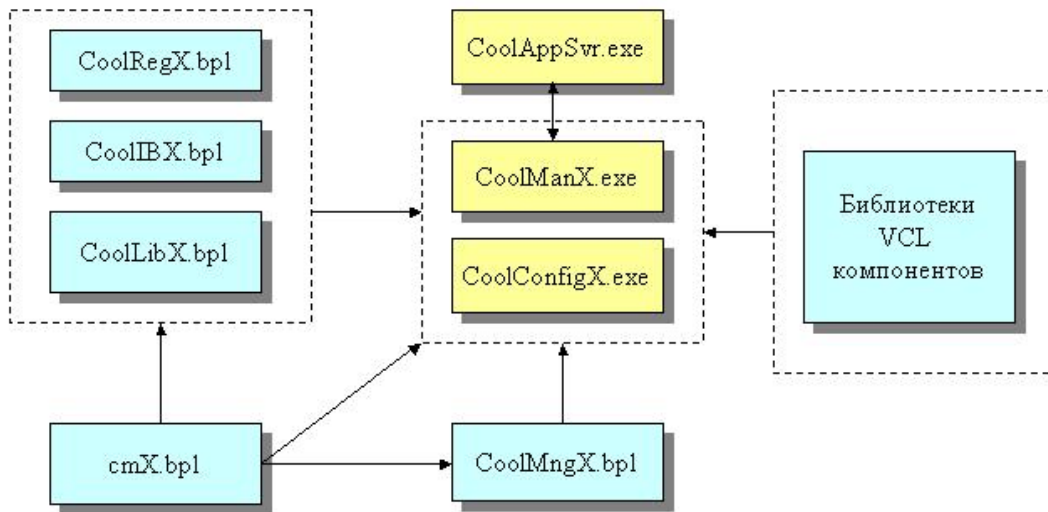 CoolRegX.bpl
CoolIBX.bpl
CoolLibX.bpl
cmX.bpl
CoolAppSvr.exe
CoolManX.exe
CoolConfigX.exe
CoolMngX.bpl
Библиотеки
VCL
компонентов